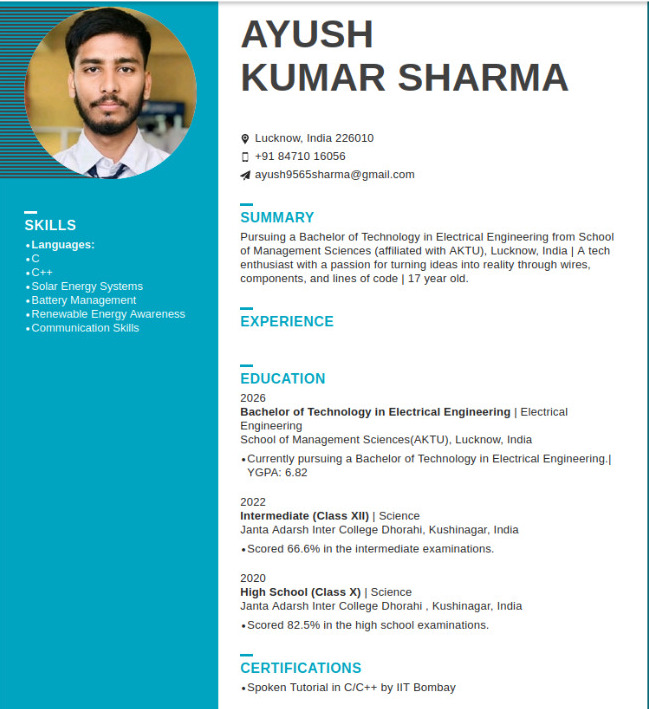 AYUSH
KUMAR SHARMA
Lucknow, India 226010
+91 84710 16056
ayush9565sharma@gmail.com
SKILLS
•Languages:
•C
•C++
•Solar Energy Systems
•Battery Management
•Renewable Energy Awareness
•Communication Skills
SUMMARY
Pursuing a Bachelor of Technology in Electrical Engineering from School
of Management Sciences (affiliated with AKTU), Lucknow, India | A tech
enthusiast with a passion for turning ideas into reality through wires,
components, and lines of code | 17 year old.
EXPERIENCE
EDUCATION
2026
Bachelor of Technology in Electrical Engineering | Electrical
Engineering
School of Management Sciences(AKTU), Lucknow, India
•Currently pursuing a Bachelor of Technology in Electrical Engineering.|
YGPA: 6.82
2022
Intermediate (Class XII) | Science
Janta Adarsh Inter College Dhorahi, Kushinagar, India
•Scored 66.6% in the intermediate examinations.
2020
High School (Class X) | Science
Janta Adarsh Inter College Dhorahi , Kushinagar, India
•Scored 82.5% in the high school examinations.
CERTIFICATIONS
•Spoken Tutorial in C/C++ by IIT Bombay